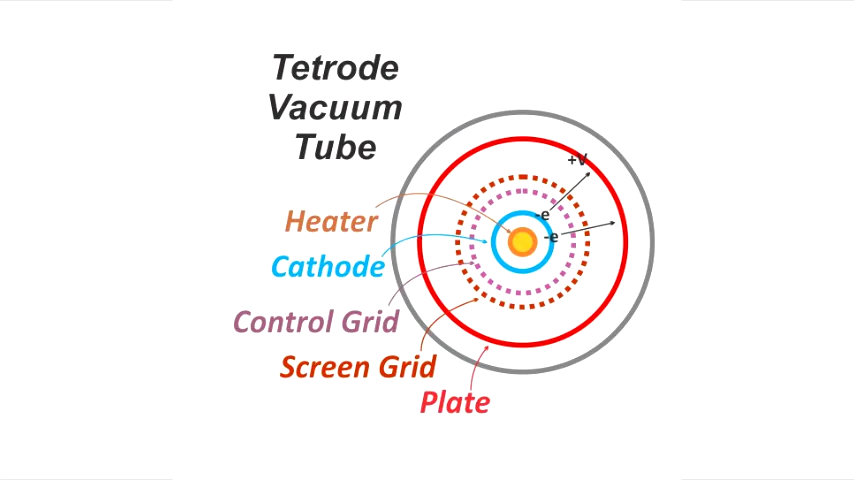 Tetrode
Vacuum
Tube
+V
-e
-e
Heater
Cathode
Control Grid
Screen Grid
Plate